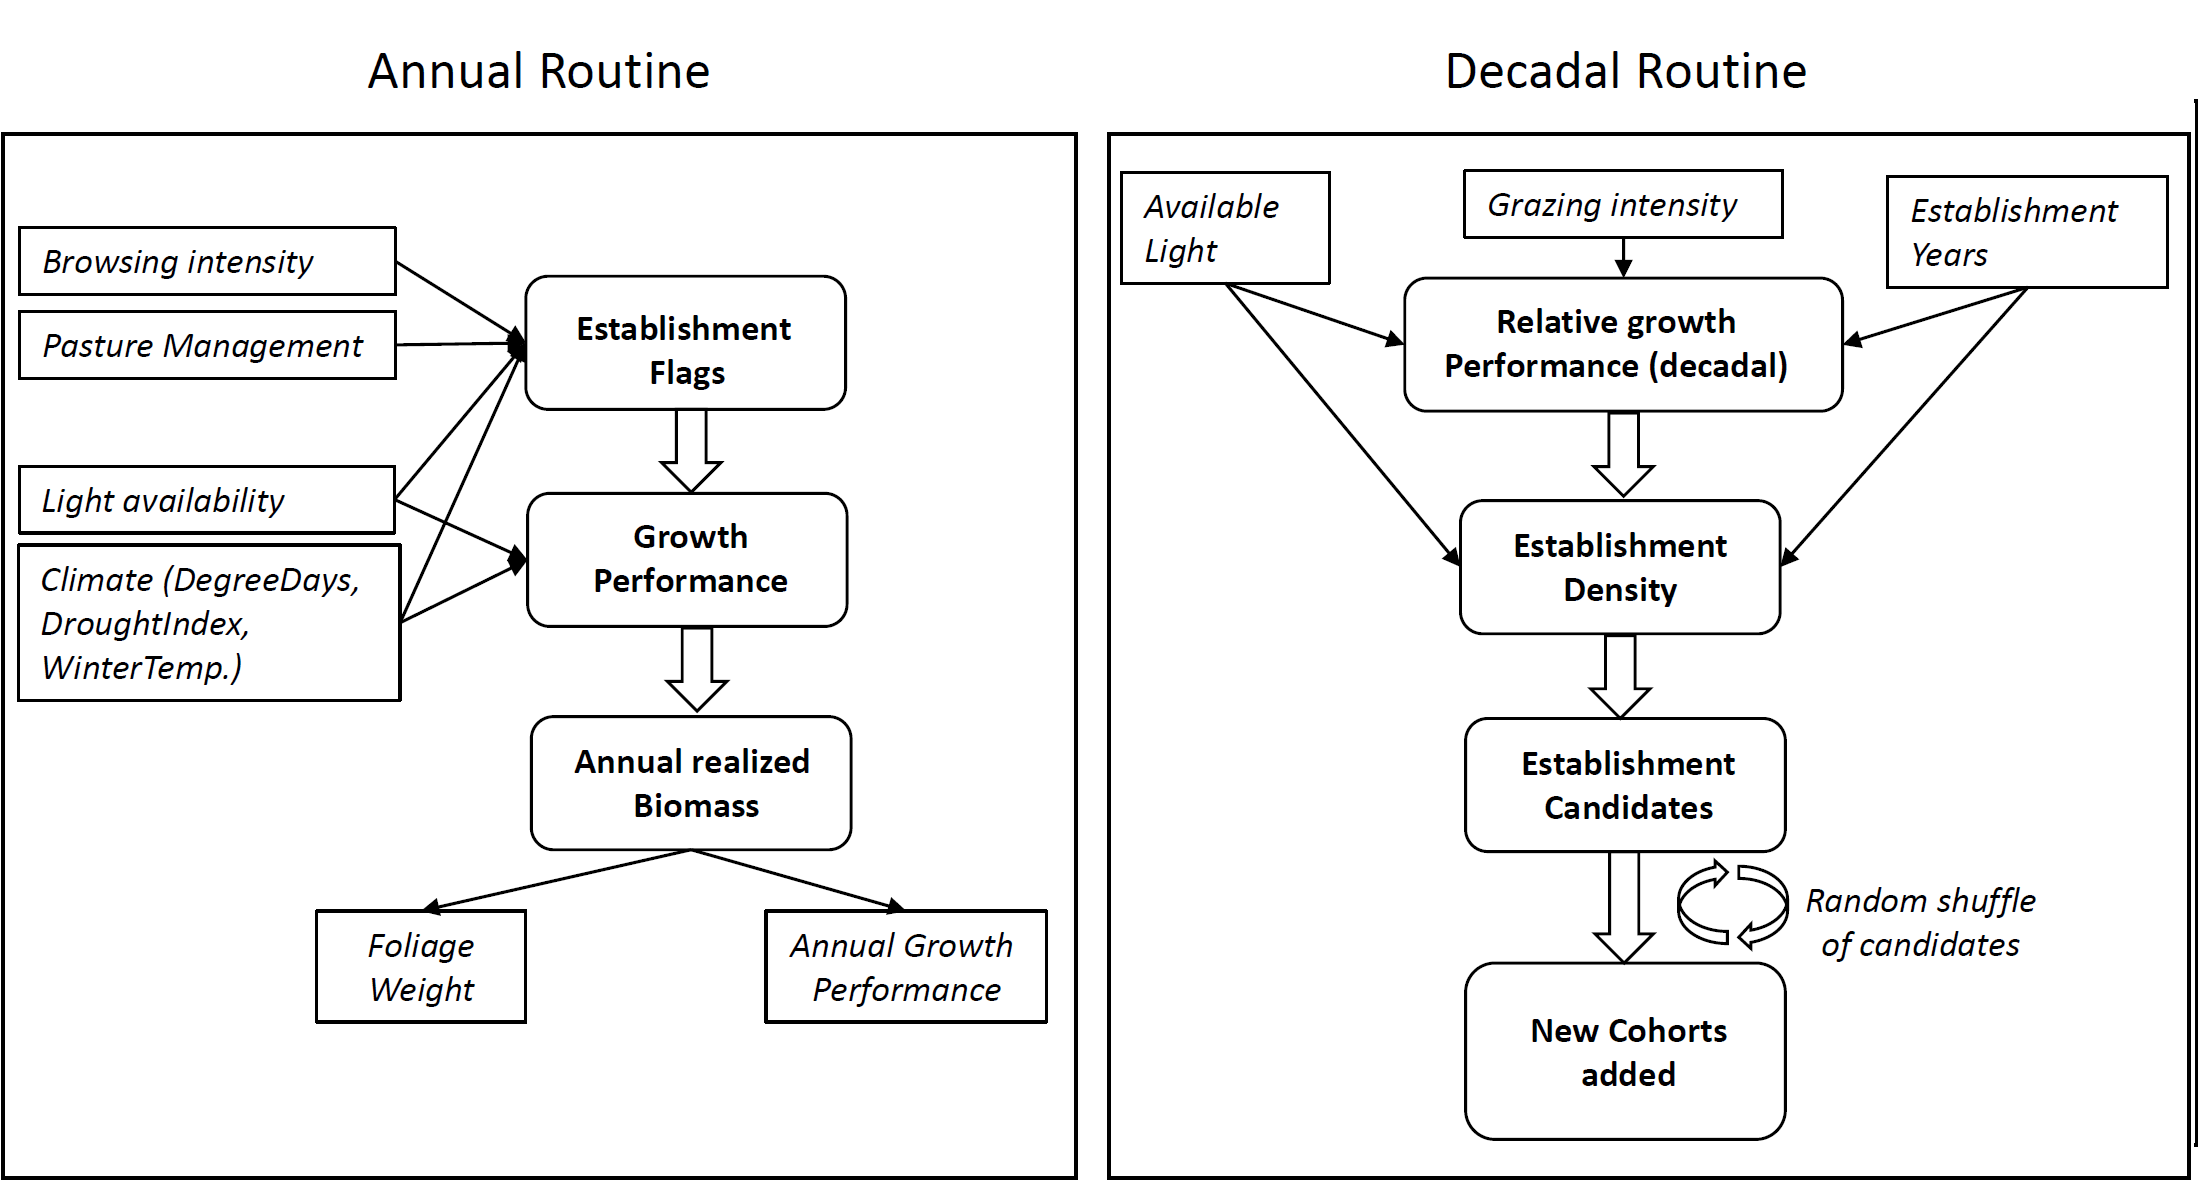 Annual Routine
Browsing intensity
Pasture Management
Light availability
Climate (DegreeDays,
DroughtIndex,
WinterTemp.)
Establishment
Flags
Growth
Performance
Annual realized
Biomass
Foliage
Weight
Annual Growth
Performance
Decadal Routine
Available
Light
Grazing intensity
Establishment
Years
Relative growth
Performance (decadal)
Establishment
Density
Establishment
Candidates
Random shuffle
of candidates
New Cohorts
added